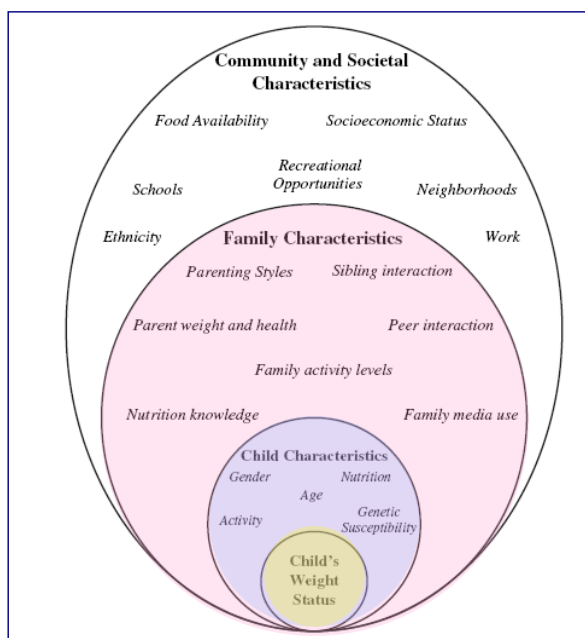 Community and Societal
Characteristics
Food Availability
Socioeconomic Status
Recreational
Opportunities
Schools
Neighborhoods
Ethnicity
Work
Family Characteristics
Parenting Styles
Sibling interaction
Parent weight and health
Peer interaction
Family activity levels
Nutrition knowledge
Family media use
Child Characteristics
Gender
Nutrition
Age
Activity
Genetic
Susceptibility
Child's
Weight
Status